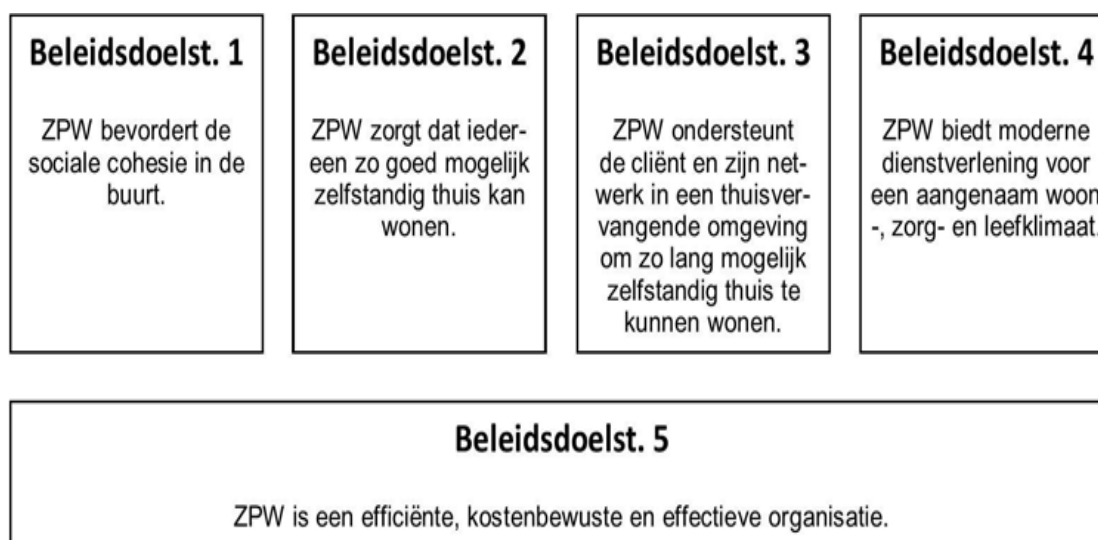 Beleidsdoelst. 1
ZPW bevordert de
sociale cohesie in de
buurt.
Beleidsdoelst. 2
ZPW zorgt dat ieder-
een zo goed mogelijk
zelfstandig thuis kan
wonen.
Beleidsdoelst. 3
ZPW ondersteunt
de cliënt en zijn net-
werk in een thuisver-
vangende omgeving
om zo lang mogelijk
zelfstandig thuis te
kunnen wonen.
Beleidsdoelst. 4
ZPW biedt moderne
dienstverlening voor
een aangenaam woon
-, zorg- en leefklimaat.
Beleidsdoelst. 5
ZPW is een efficiënte, kostenbewuste en effectieve organisatie.